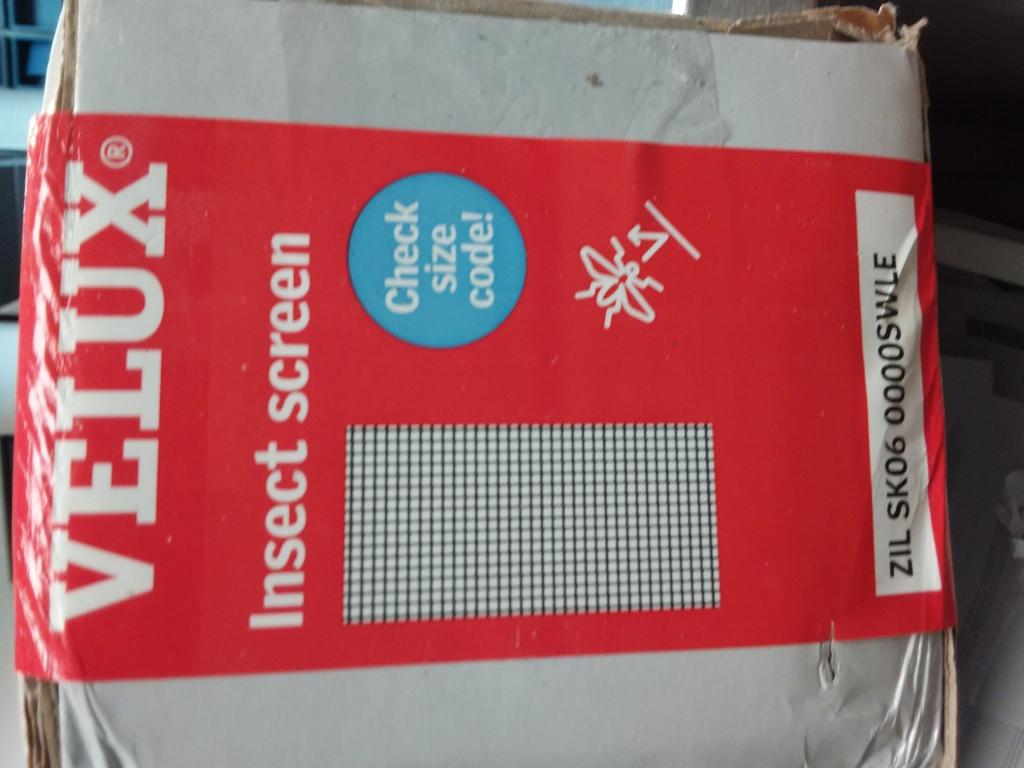 VELUX®
Insect screen
Check
size
code!
ZIL SK06 0000SWLE